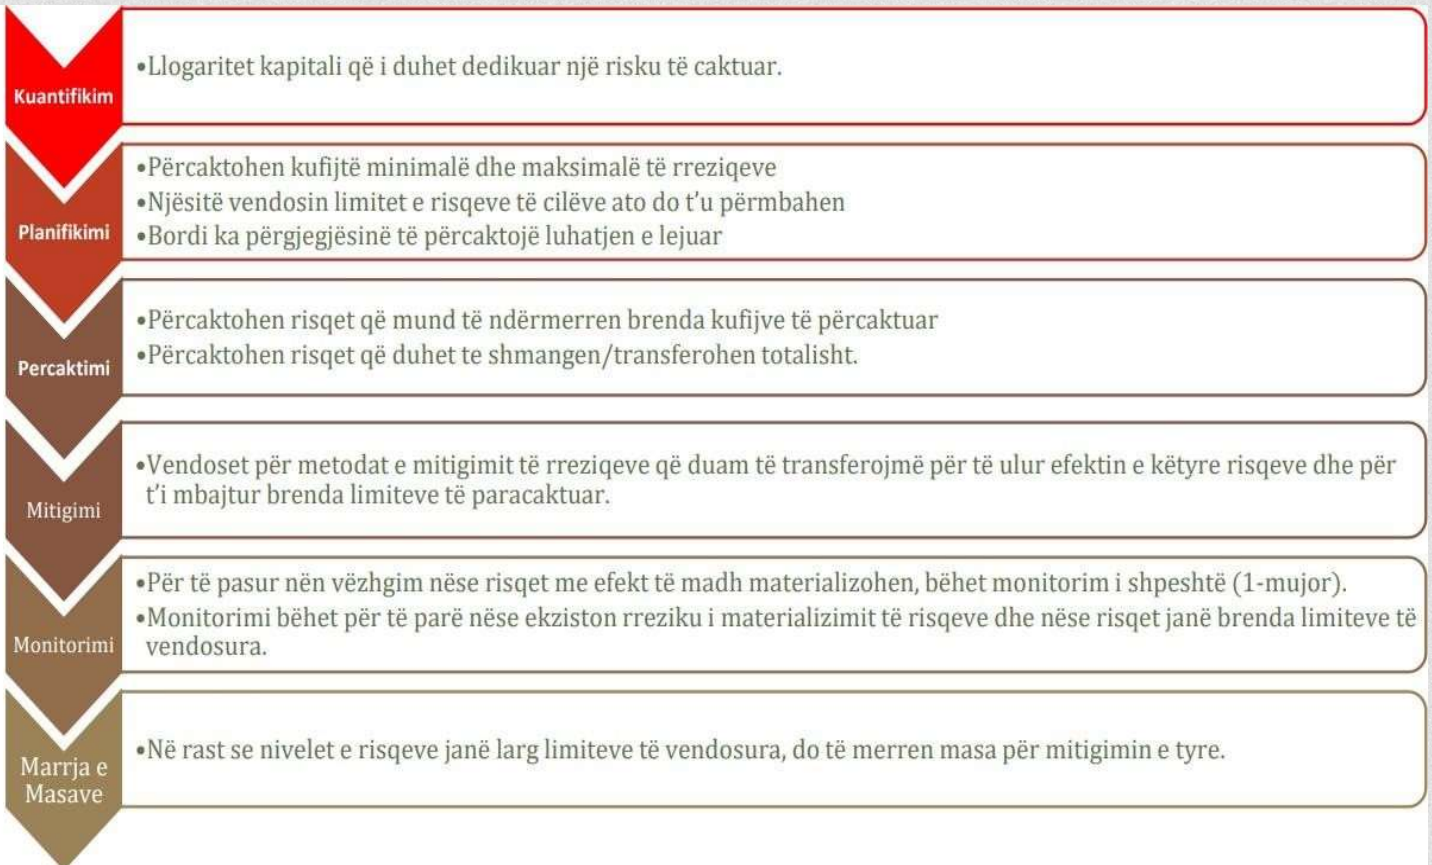 Kuantifikim
•Llogaritet kapitali që i duhet dedikuar një risku të caktuar.
Planifikimi
•Përcaktohen kufijtë minimalë dhe maksimalë të rreziqeve
•Njësitë vendosin limitet e risqeve të cilëve ato do t'u përmbahen
•Bordi ka përgjegjësinë të përcaktojë luhatjen e lejuar
Percaktimi
•Përcaktohen risqet që mund të ndërmerren brenda kufijve të përcaktuar
•Përcaktohen risqet që duhet te shmangen/transferohen totalisht.
Mitigimi
•Vendoset për metodat e mitigimit të rreziqeve që duam të transferojmë për të ulur efektin e këtyre risqeve dhe për
t'i mbajtur brenda limiteve të paracaktuar.
Monitorimi
•Për të pasur nën vëzhgim nëse risqet me efekt të madh materializohen, bëhet monitorim i shpeshtë (1-mujor).
•Monitorimi bëhet për të parë nëse ekziston rreziku i materializimit të risqeve dhe nëse risqet janë brenda limiteve të
vendosura.
Marrja e
Masave
•Në rast se nivelet e risqeve janë larg limiteve të vendosura, do të merren masa për mitigimin e tyre.